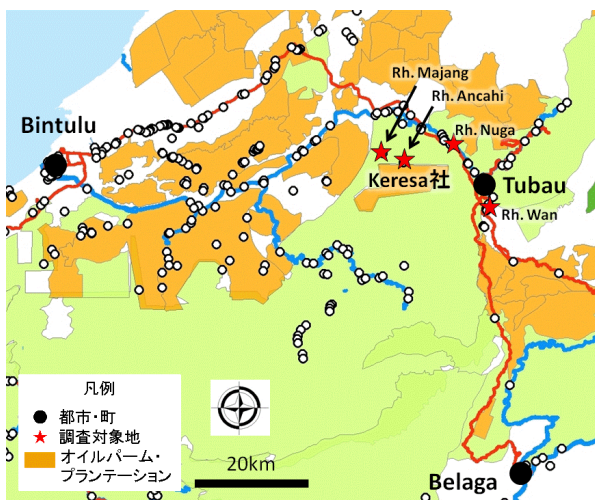 Rh. Majang
Rh. Ancahi
Bintulu
Rh. Nuga
Keresa社
Tubau
Rh. Wan
凡例
都市・町
調査対象地
オイルパーム・
プランテーション
20km
Belaga